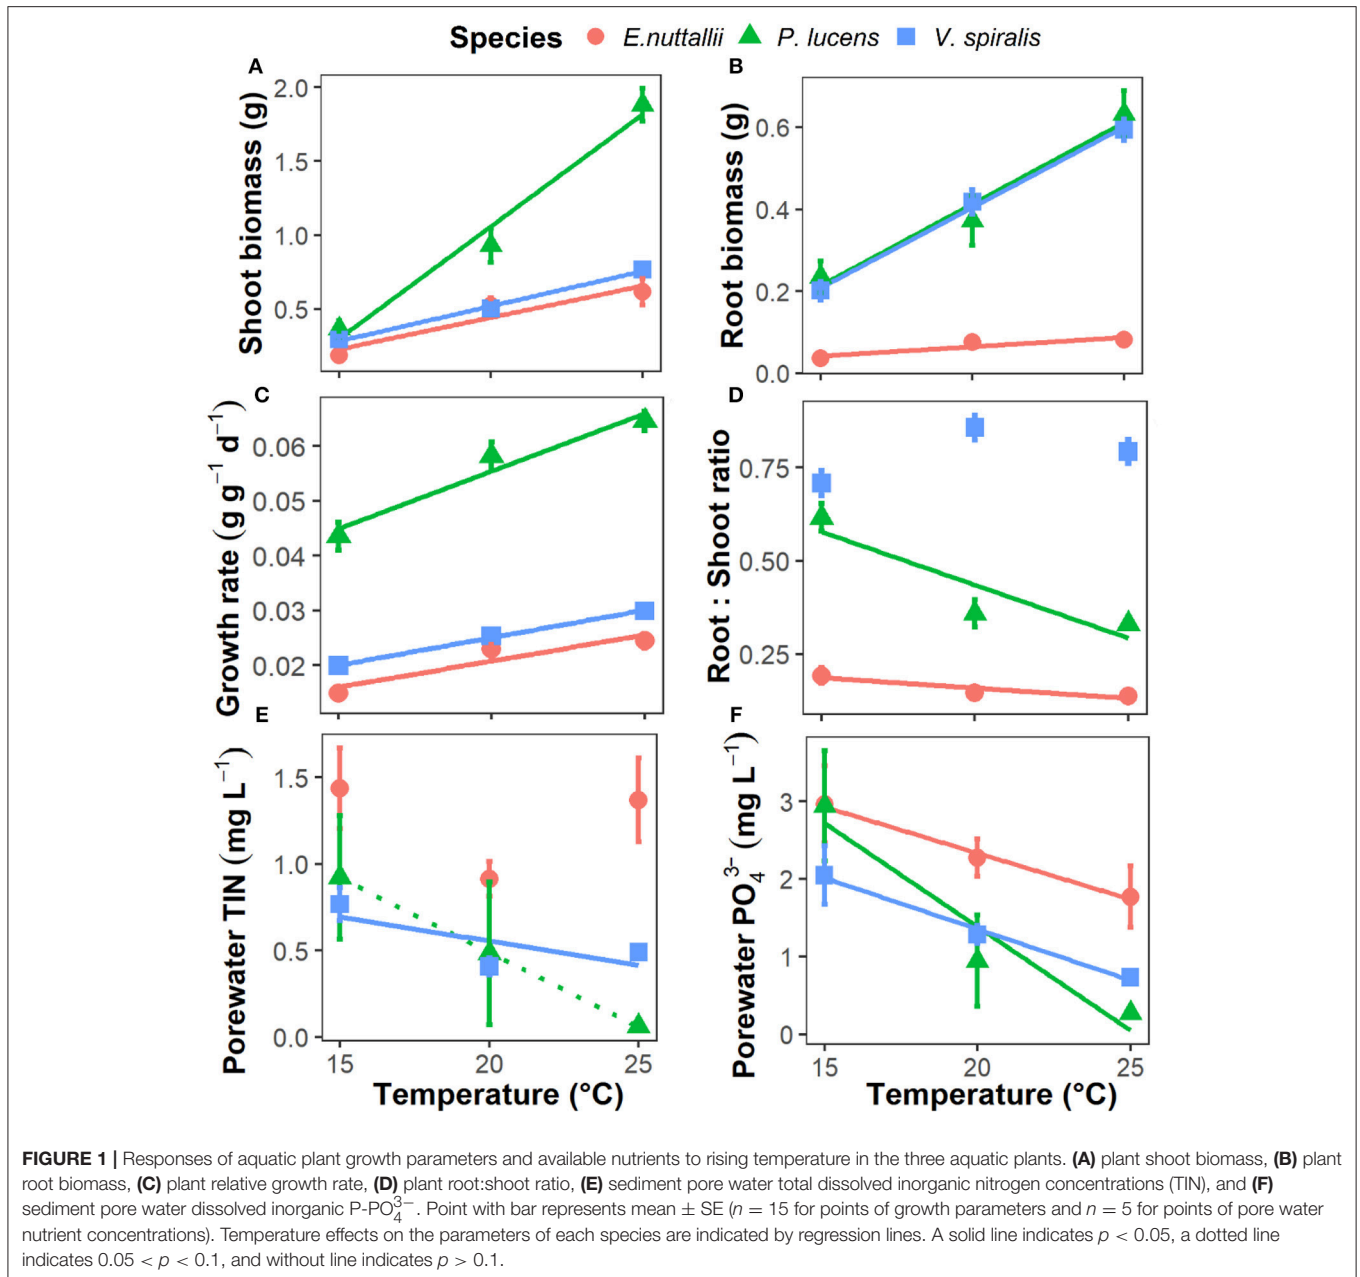 Species E.nuttallii P. lucens V. spiralis
A
B
Shoot biomass (g)
2.0
1.5
1.0
0.5
Root biomass (g)
0.6
0.4
0.2
0.0
C
D
Growth rate (g g⁻¹ d⁻¹)
0.06
0.05
0.04
0.03
0.02
Root : Shoot ratio
0.75
0.50
0.25
E
F
Porewater TIN (mg L⁻¹)
1.5
1.0
0.5
0.0
15 20 25
Temperature (°C)
Porewater PO₄³⁻ (mg L⁻¹)
3
2
1
0
15 20 25
Temperature (°C)
FIGURE 1 | Responses of aquatic plant growth parameters and available nutrients to rising temperature in the three aquatic plants. (A) plant shoot biomass, (B) plant
root biomass, (C) plant relative growth rate, (D) plant root:shoot ratio, (E) sediment pore water total dissolved inorganic nitrogen concentrations (TIN), and (F)
sediment pore water dissolved inorganic P-PO₄³⁻. Point with bar represents mean ± SE (n = 15 for points of growth parameters and n = 5 for points of pore water
nutrient concentrations). Temperature effects on the parameters of each species are indicated by regression lines. A solid line indicates p < 0.05, a dotted line
indicates 0.05 < p < 0.1, and without line indicates p > 0.1.